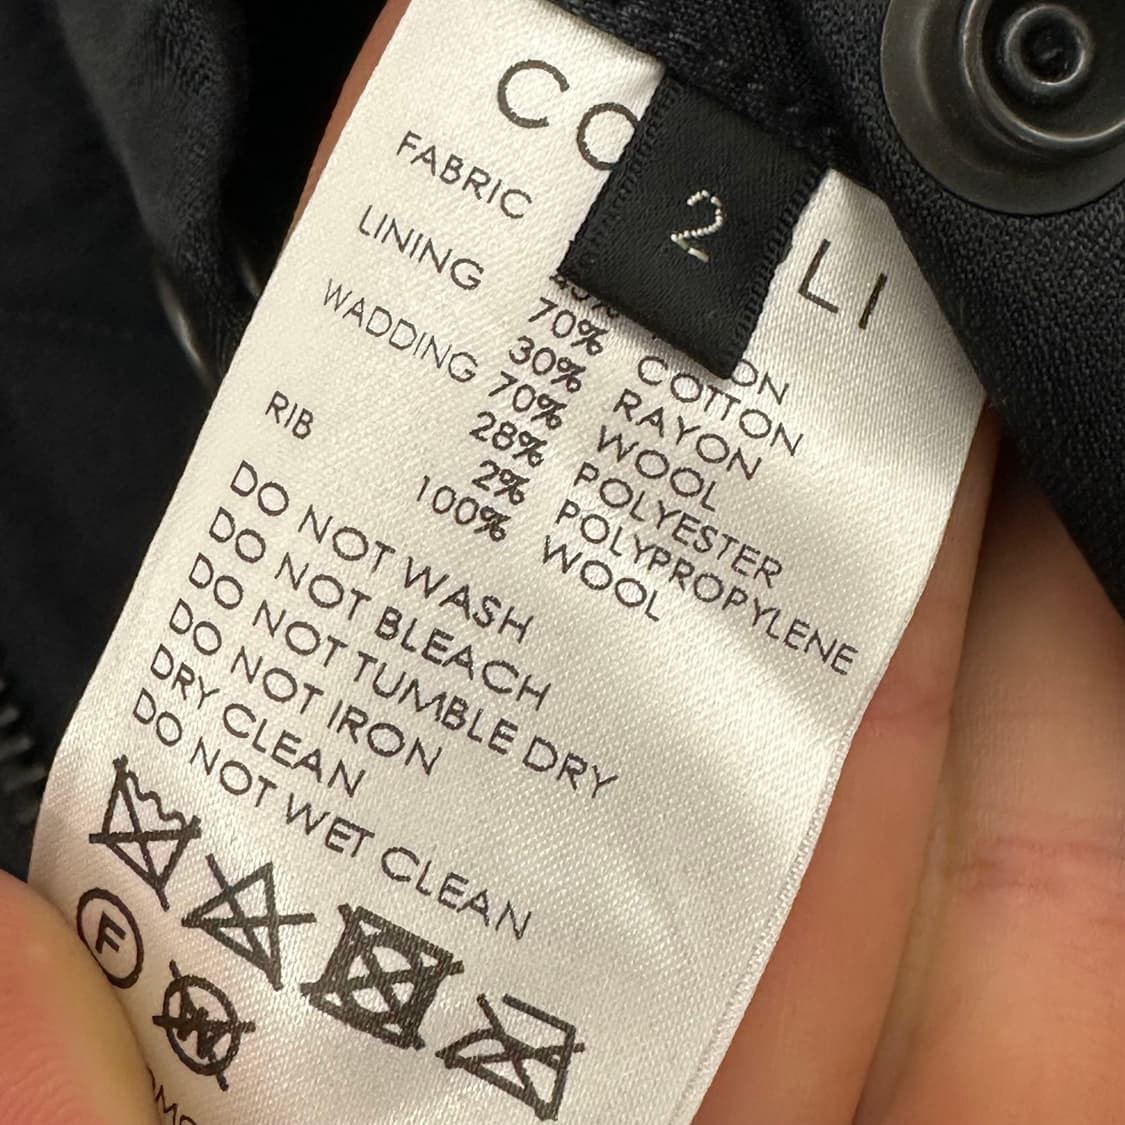 CO LI
2
FABRIC
LINING 70% COTTON
30% RAYON
WADDING 70% WOOL
28% POLYESTER
2% POLYPROPYLENE
RIB 100% WOOL
DO NOT WASH
DO NOT BLEACH
DO NOT TUMBLE DRY
DO NOT IRON
DRY CLEAN
DO NOT WET CLEAN
F
W